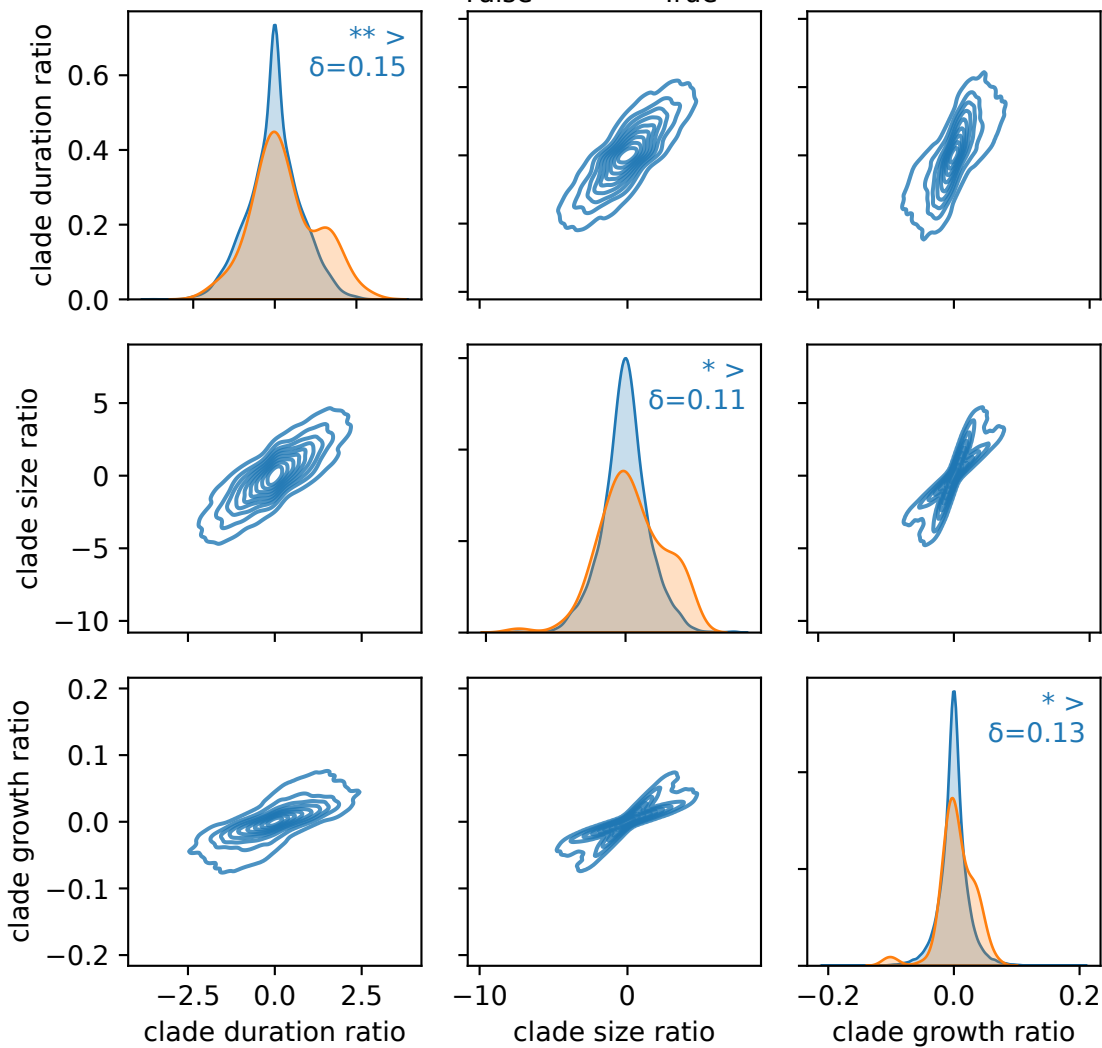 clade duration ratio
0.6
0.4
0.2
0.0
** >
δ=0.15
clade size ratio
5
0
−5
−10
* >
δ=0.11
clade growth ratio
0.2
0.1
0.0
−0.1
−0.2
* >
δ=0.13
−2.5 0.0 2.5
−10 0
−0.2 0.0 0.2
clade duration ratio
clade size ratio
clade growth ratio